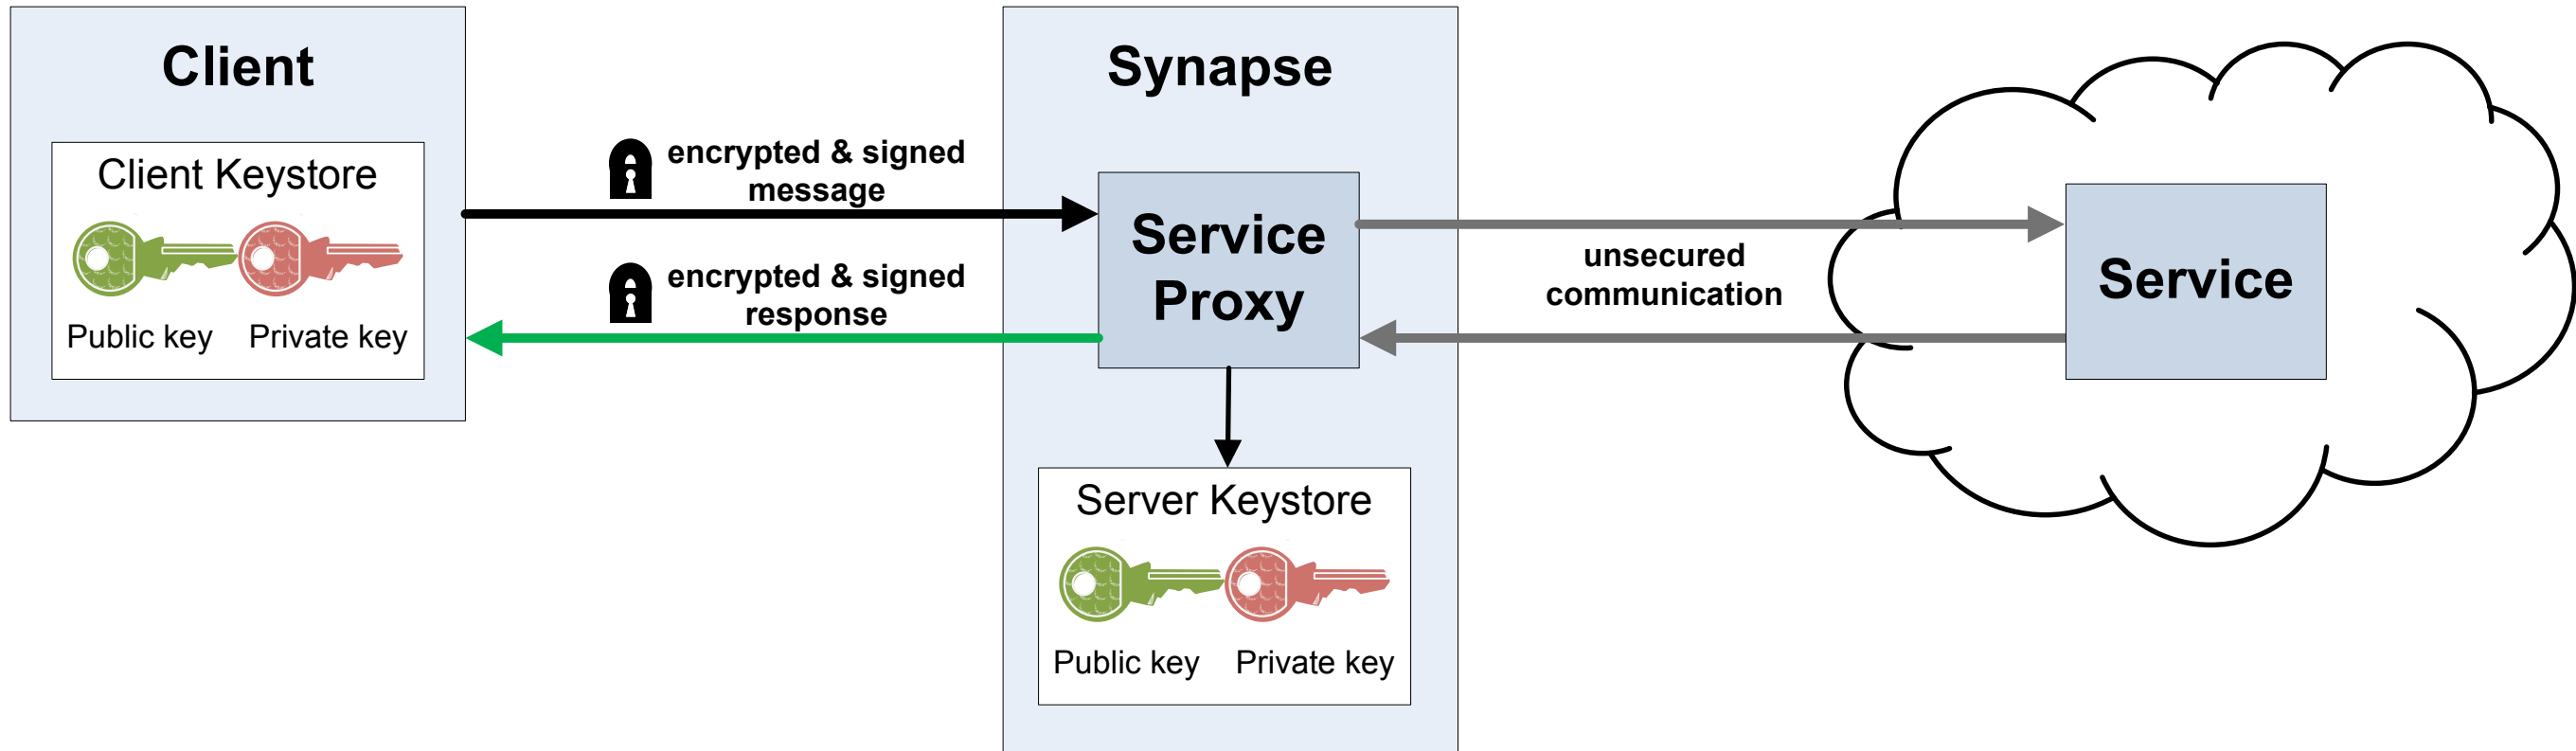 Client
Client Keystore
Public key
Private key
encrypted & signed
message
encrypted & signed
response
Synapse
Service
Proxy
Server Keystore
Public key
Private key
unsecured
communication
Service